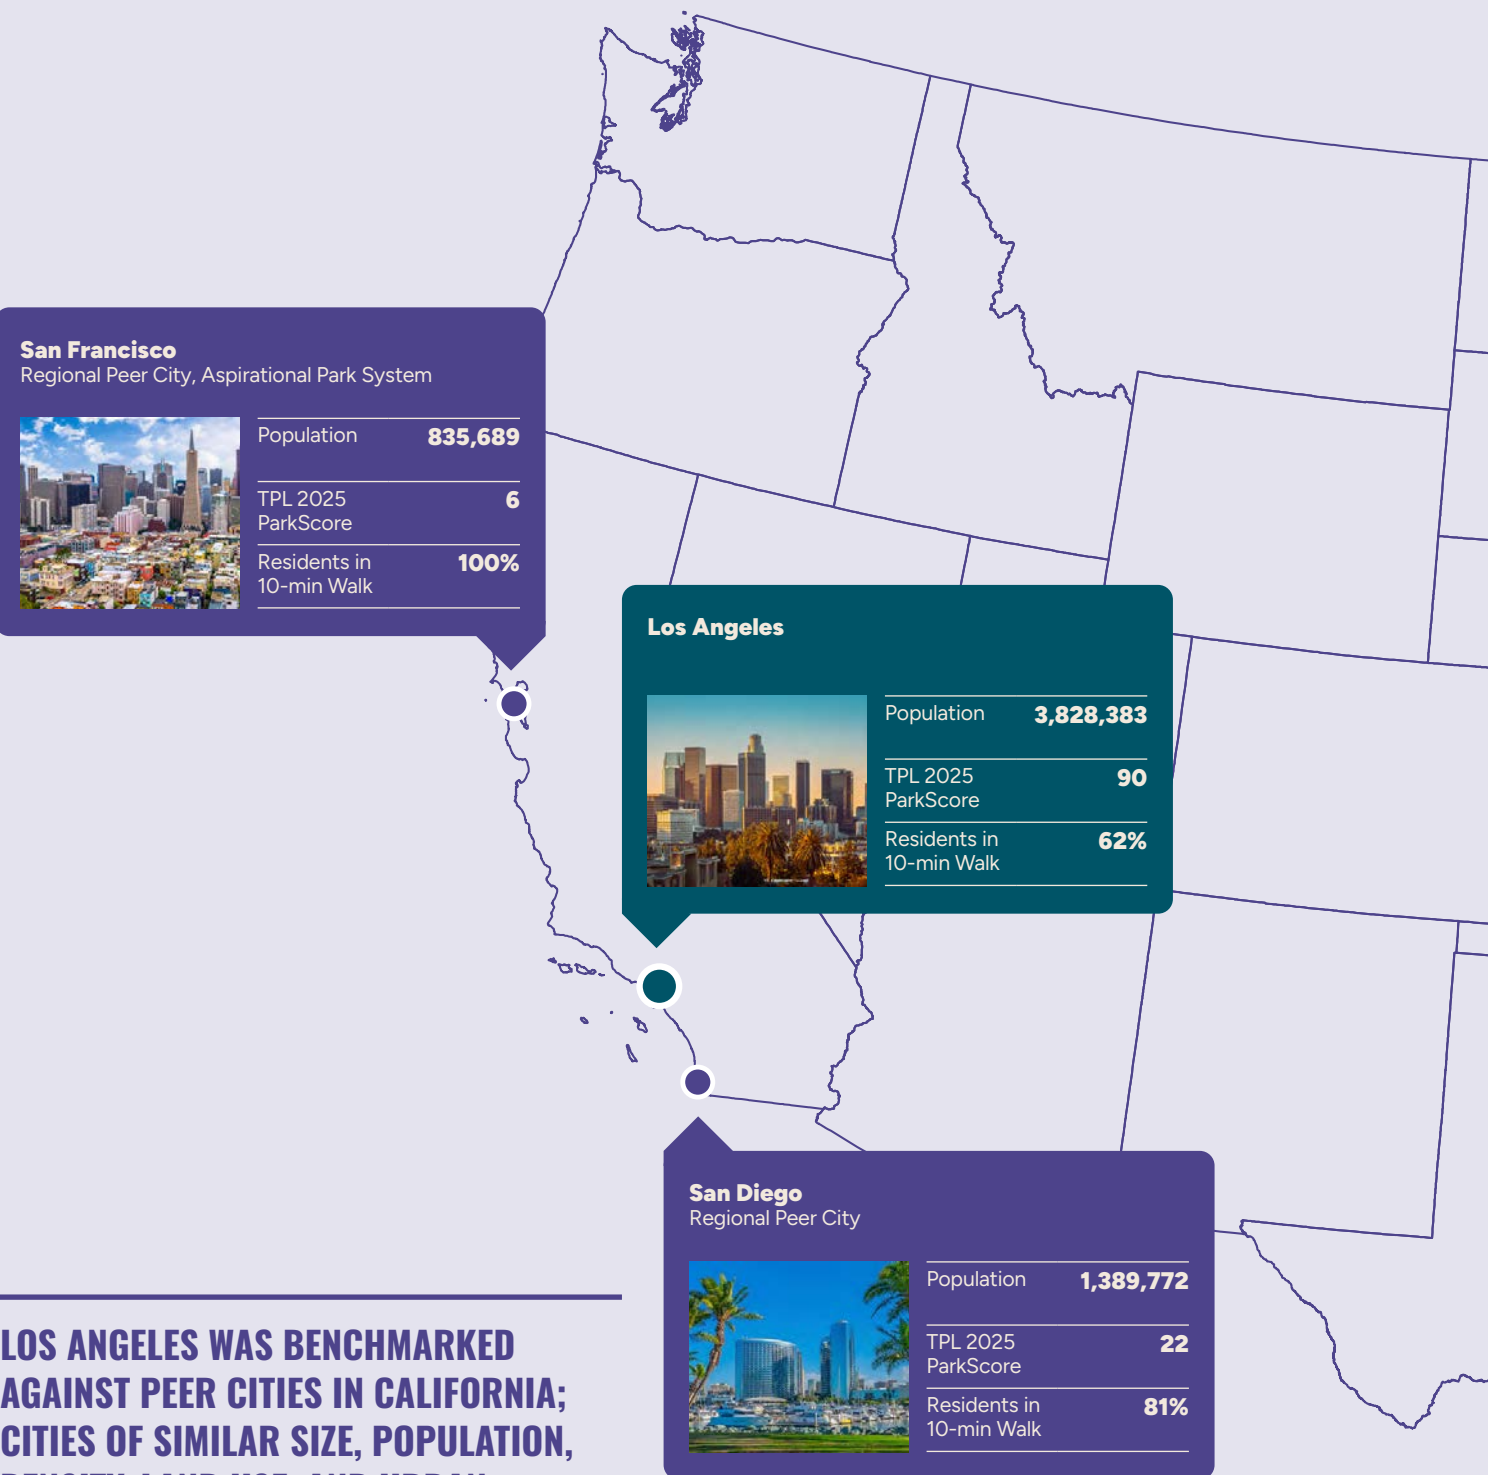 San Francisco
Regional Peer City, Aspirational Park System
Population 835,689
TPL 2025 6
ParkScore
Residents in 100%
10-min Walk
Los Angeles
Population 3,828,383
TPL 2025 90
ParkScore
Residents in 62%
10-min Walk
San Diego
Regional Peer City
Population 1,389,772
TPL 2025 22
ParkScore
Residents in 81%
10-min Walk
LOS ANGELES WAS BENCHMARKED
AGAINST PEER CITIES IN CALIFORNIA;
CITIES OF SIMILAR SIZE, POPULATION,